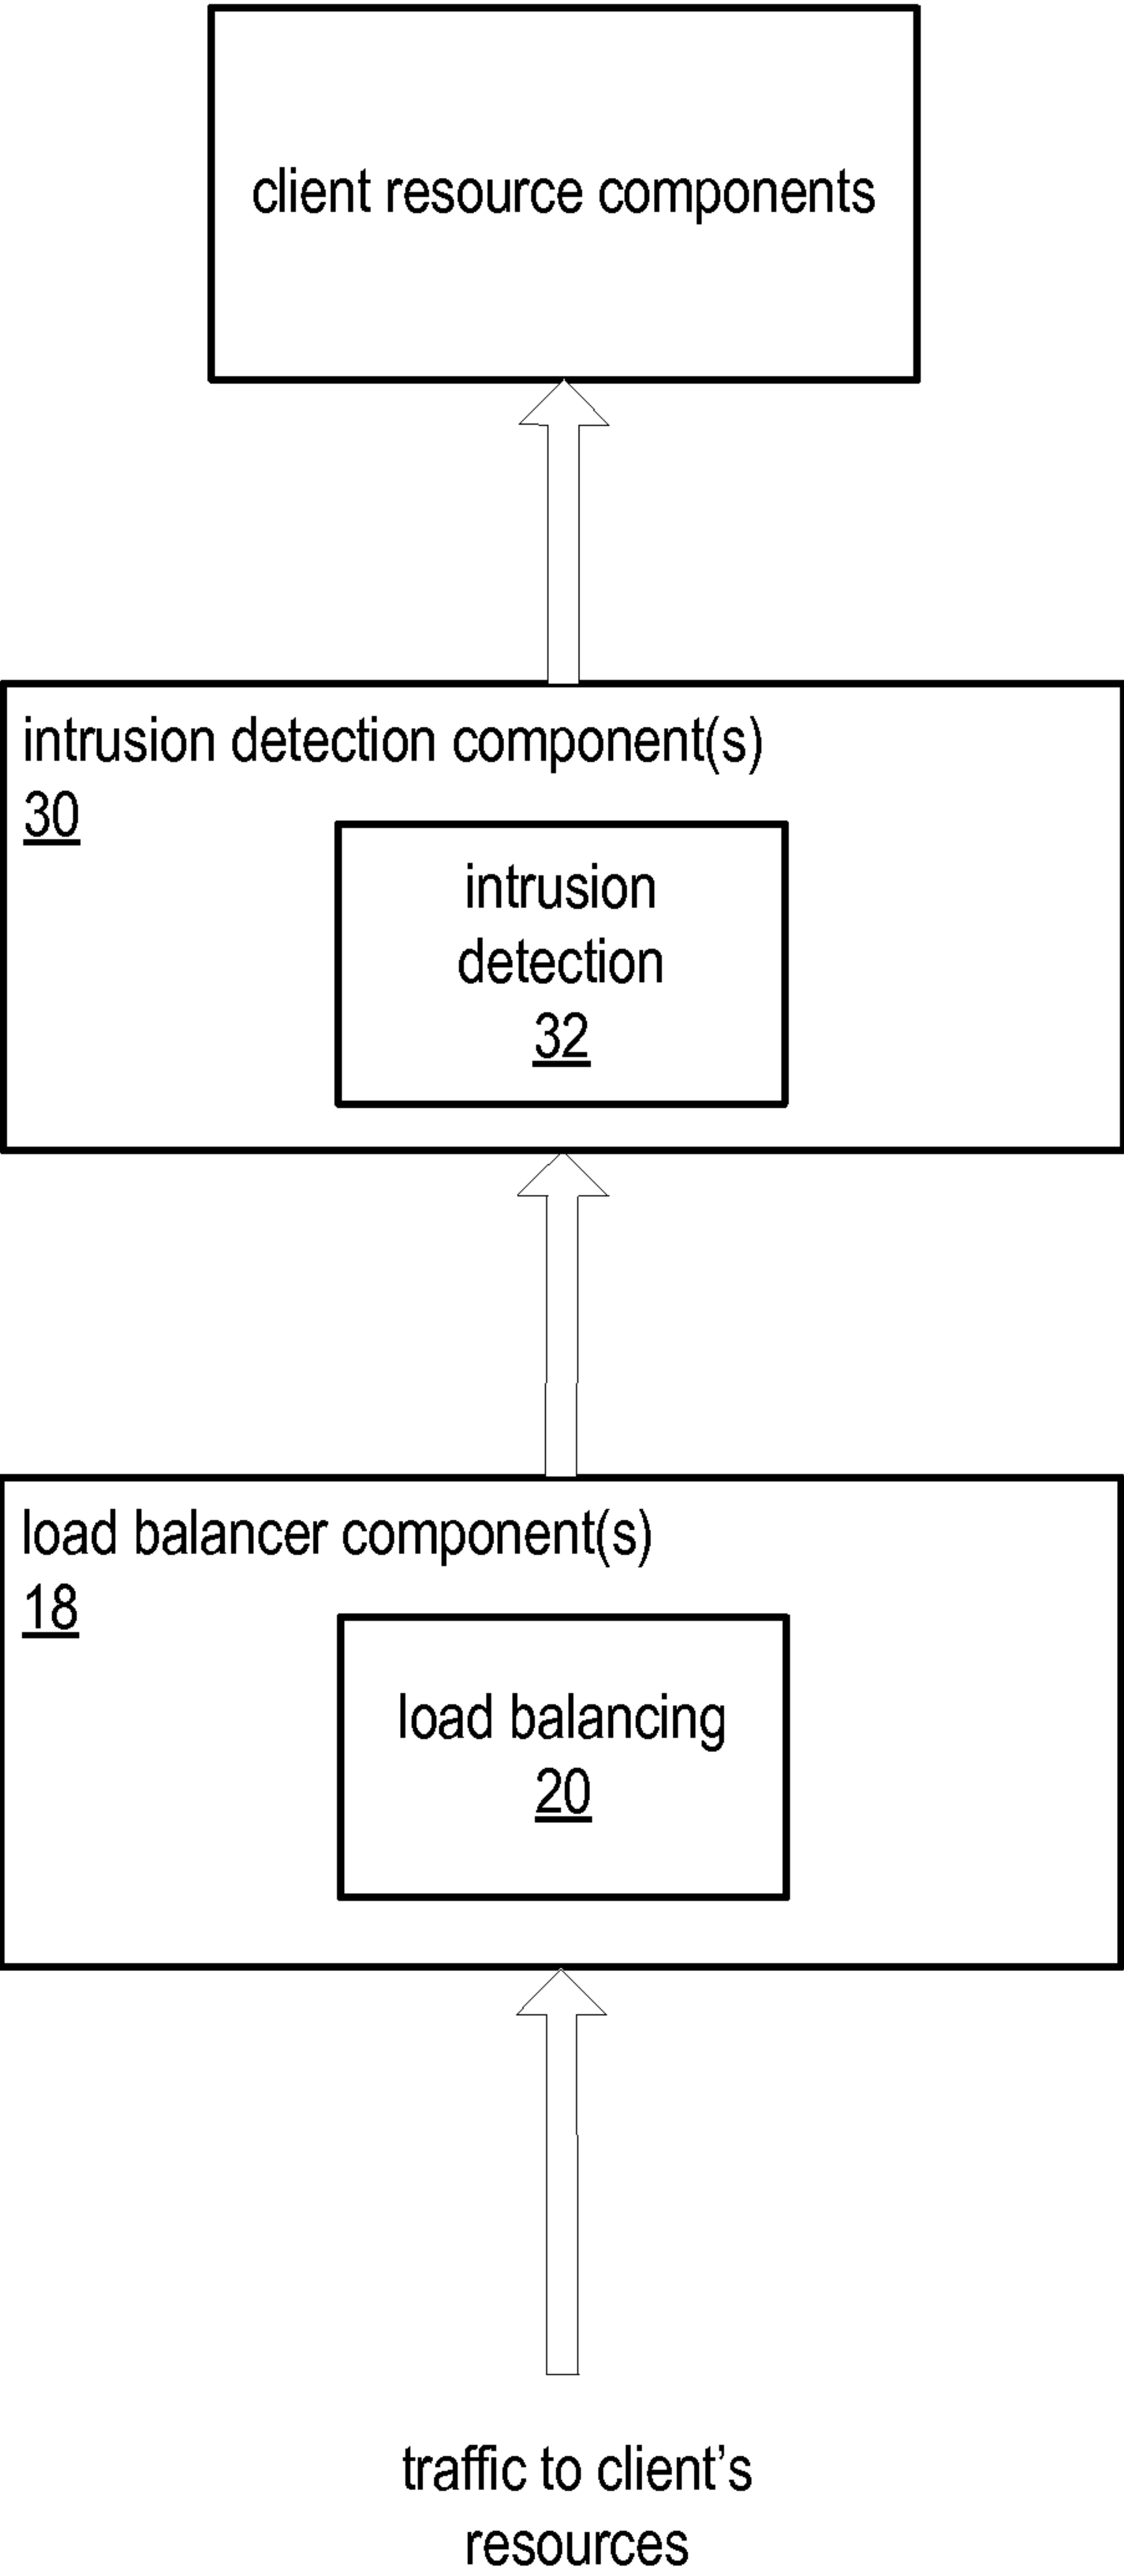 client resource components
intrusion detection component(s)
30
intrusion
detection
32
load balancer component(s)
18
load balancing
20
traffic to client’s
resources